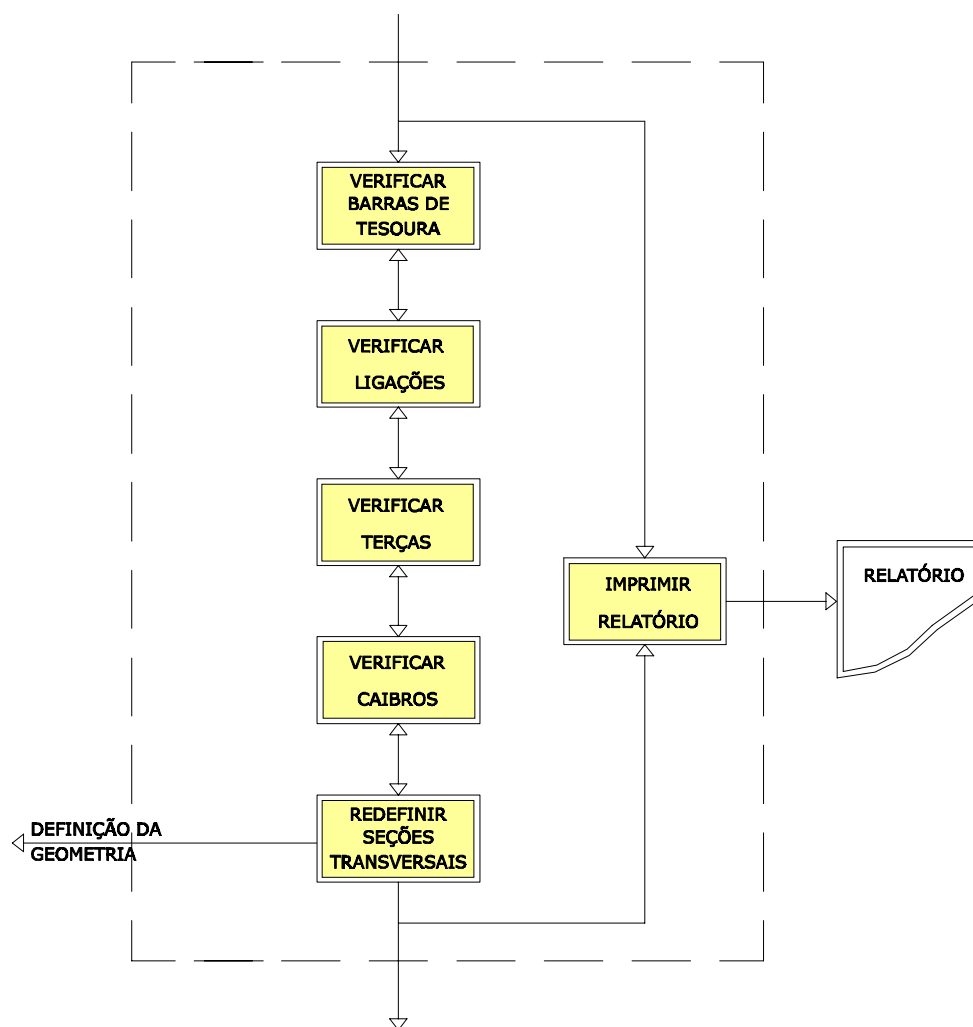 VERIFICAR
BARRAS DE
TESOURA
VERIFICAR
LIGAÇÕES
VERIFICAR
TERÇAS
IMPRIMIR
RELATÓRIO
RELATÓRIO
VERIFICAR
CAIBROS
REDEFINIR
SEÇÕES
TRANSVERSAIS
DEFINIÇÃO DA
GEOMETRIA